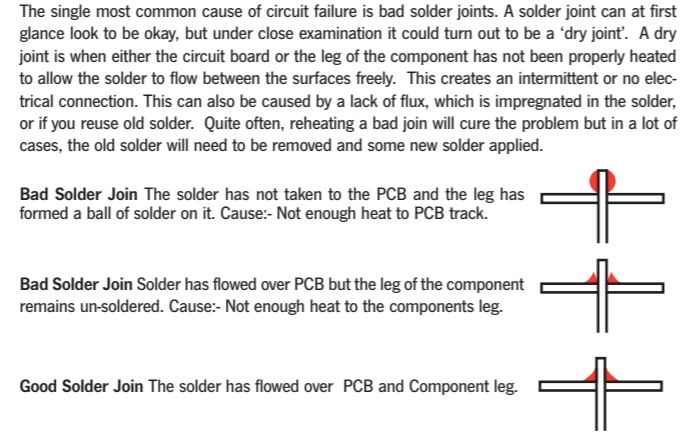 The single most common cause of circuit failure is bad solder joints. A solder joint can at first
glance look to be okay, but under close examination it could turn out to be a ‘dry joint’.  A dry
joint is when either the circuit board or the leg of the component has not been properly heated
to allow the solder to flow between the surfaces freely.  This creates an intermittent or no elec-
trical connection. This can also be caused by a lack of flux, which is impregnated in the solder,
or if you reuse old solder.  Quite often, reheating a bad join will cure the problem but in a lot of
cases, the old solder will need to be removed and some new solder applied.
Bad Solder Join The solder has not taken to the PCB and the leg has
formed a ball of solder on it. Cause:- Not enough heat to PCB track.
Bad Solder Join Solder has flowed over PCB but the leg of the component
remains un-soldered. Cause:- Not enough heat to the components leg.
Good Solder Join The solder has flowed over  PCB and Component leg.